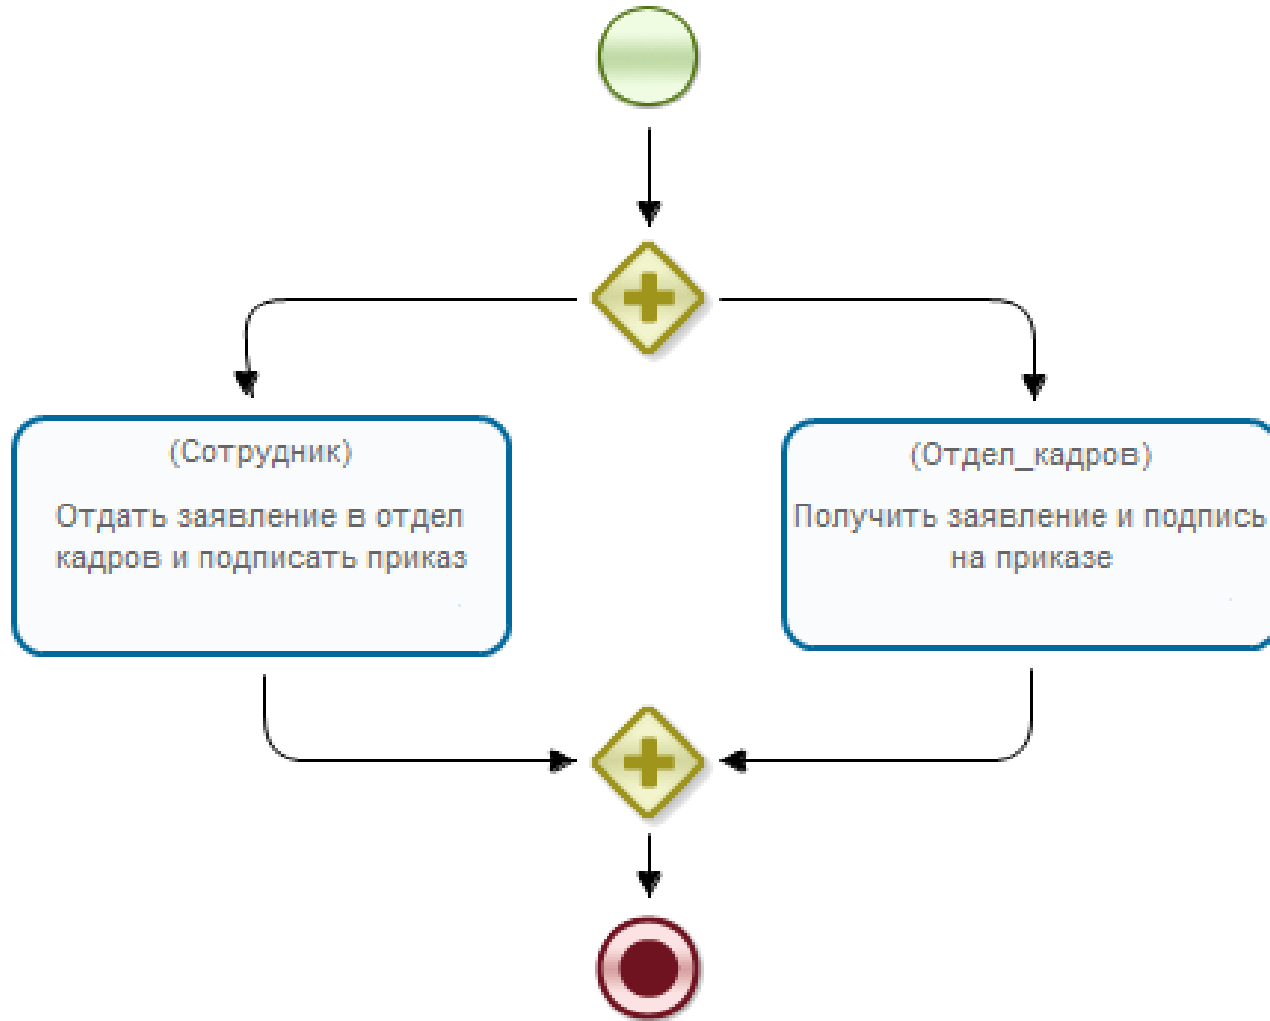 (Сотрудник)
Отдать заявление в отдел
кадров и подписать приказ
(Отдел_кадров)
Получить заявление и подпись
на приказе